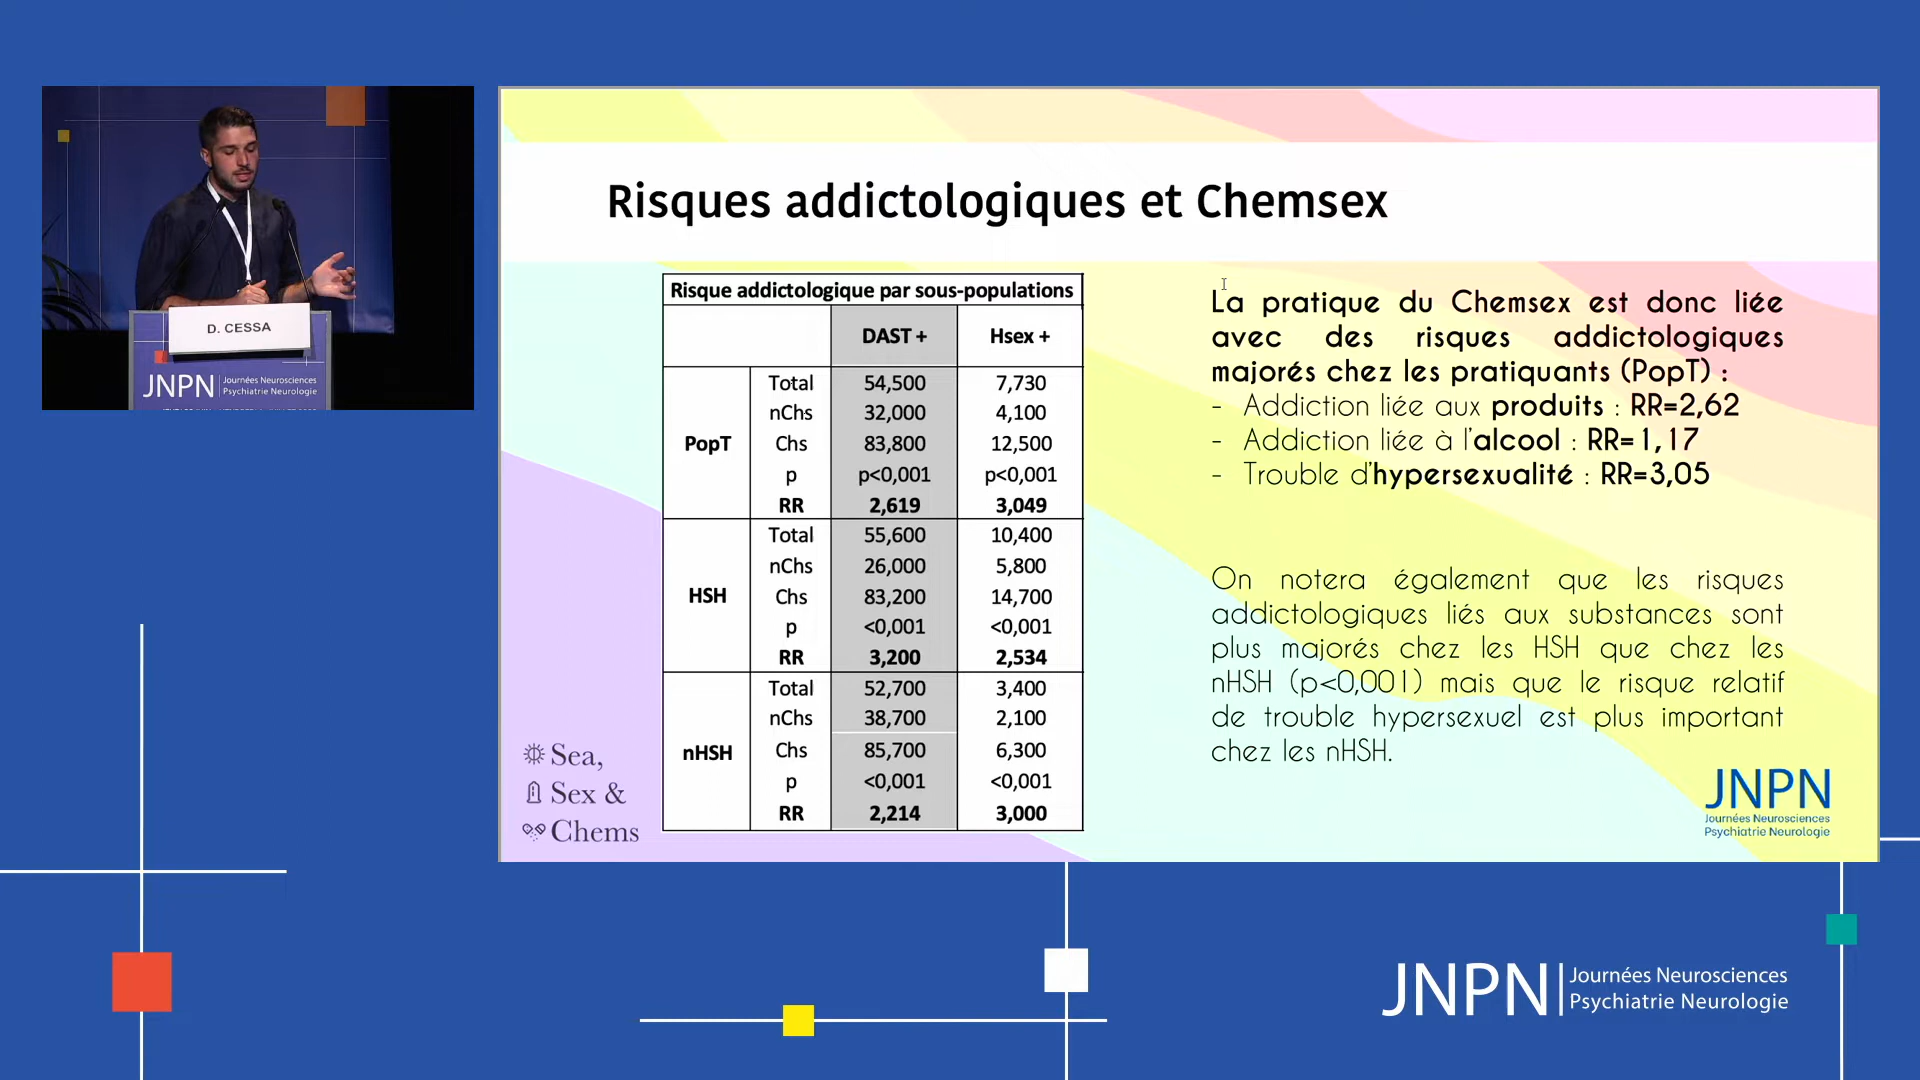 D. CESSA
JNPN Journées Neurosciences
Psychiatrie Neurologie
Risques addictologiques et Chemsex
Risque addictologique par sous-populations
DAST + Hsex +
PopT
Total 54,500 7,730
nChs 32,000 4,100
Chs 83,800 12,500
p p<0,001 p<0,001
RR 2,619 3,049
HSH
Total 55,600 10,400
nChs 26,000 5,800
Chs 83,200 14,700
p <0,001 <0,001
RR 3,200 2,534
nHSH
Total 52,700 3,400
nChs 38,700 2,100
Chs 85,700 6,300
p <0,001 <0,001
RR 2,214 3,000
La pratique du Chemsex est donc liée
avec des risques addictologiques
majorés chez les pratiquants (PopT) :
- Addiction liée aux produits : RR=2,62
- Addiction liée à l'alcool : RR=1,17
- Trouble d'hypersexualité : RR=3,05
On notera également que les risques
addictologiques liés aux substances sont
plus majorés chez les HSH que chez les
nHSH (p<0,001) mais que le risque relatif
de trouble hypersexuel est plus important
chez les nHSH.
Sea,
Sex &
Chems
JNPN
Journées Neurosciences
Psychiatrie Neurologie
JNPN Journées Neurosciences
Psychiatrie Neurologie